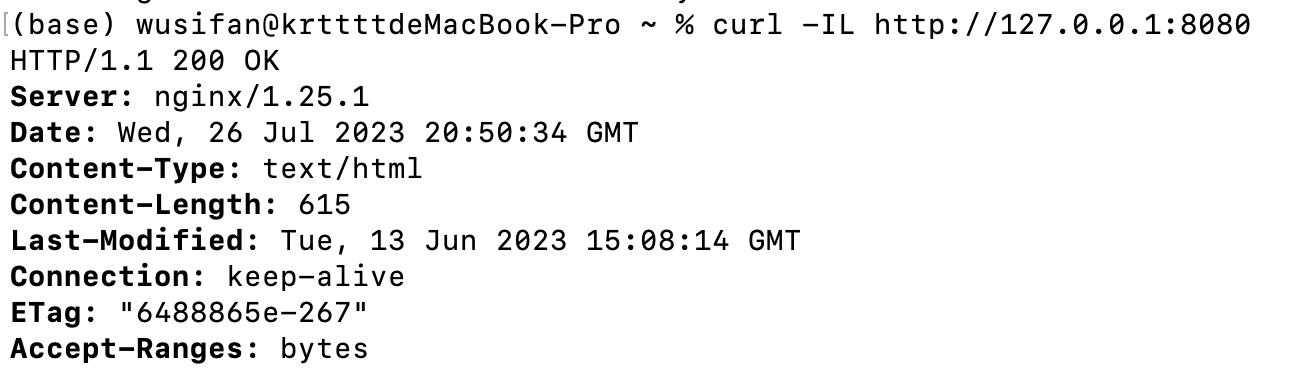 [(base) wusifan@krttttdeMacBook-Pro ~ % curl -IL http://127.0.0.1:8080
HTTP/1.1 200 OK
Server: nginx/1.25.1
Date: Wed, 26 Jul 2023 20:50:34 GMT
Content-Type: text/html
Content-Length: 615
Last-Modified: Tue, 13 Jun 2023 15:08:14 GMT
Connection: keep-alive
ETag: "6488865e-267"
Accept-Ranges: bytes